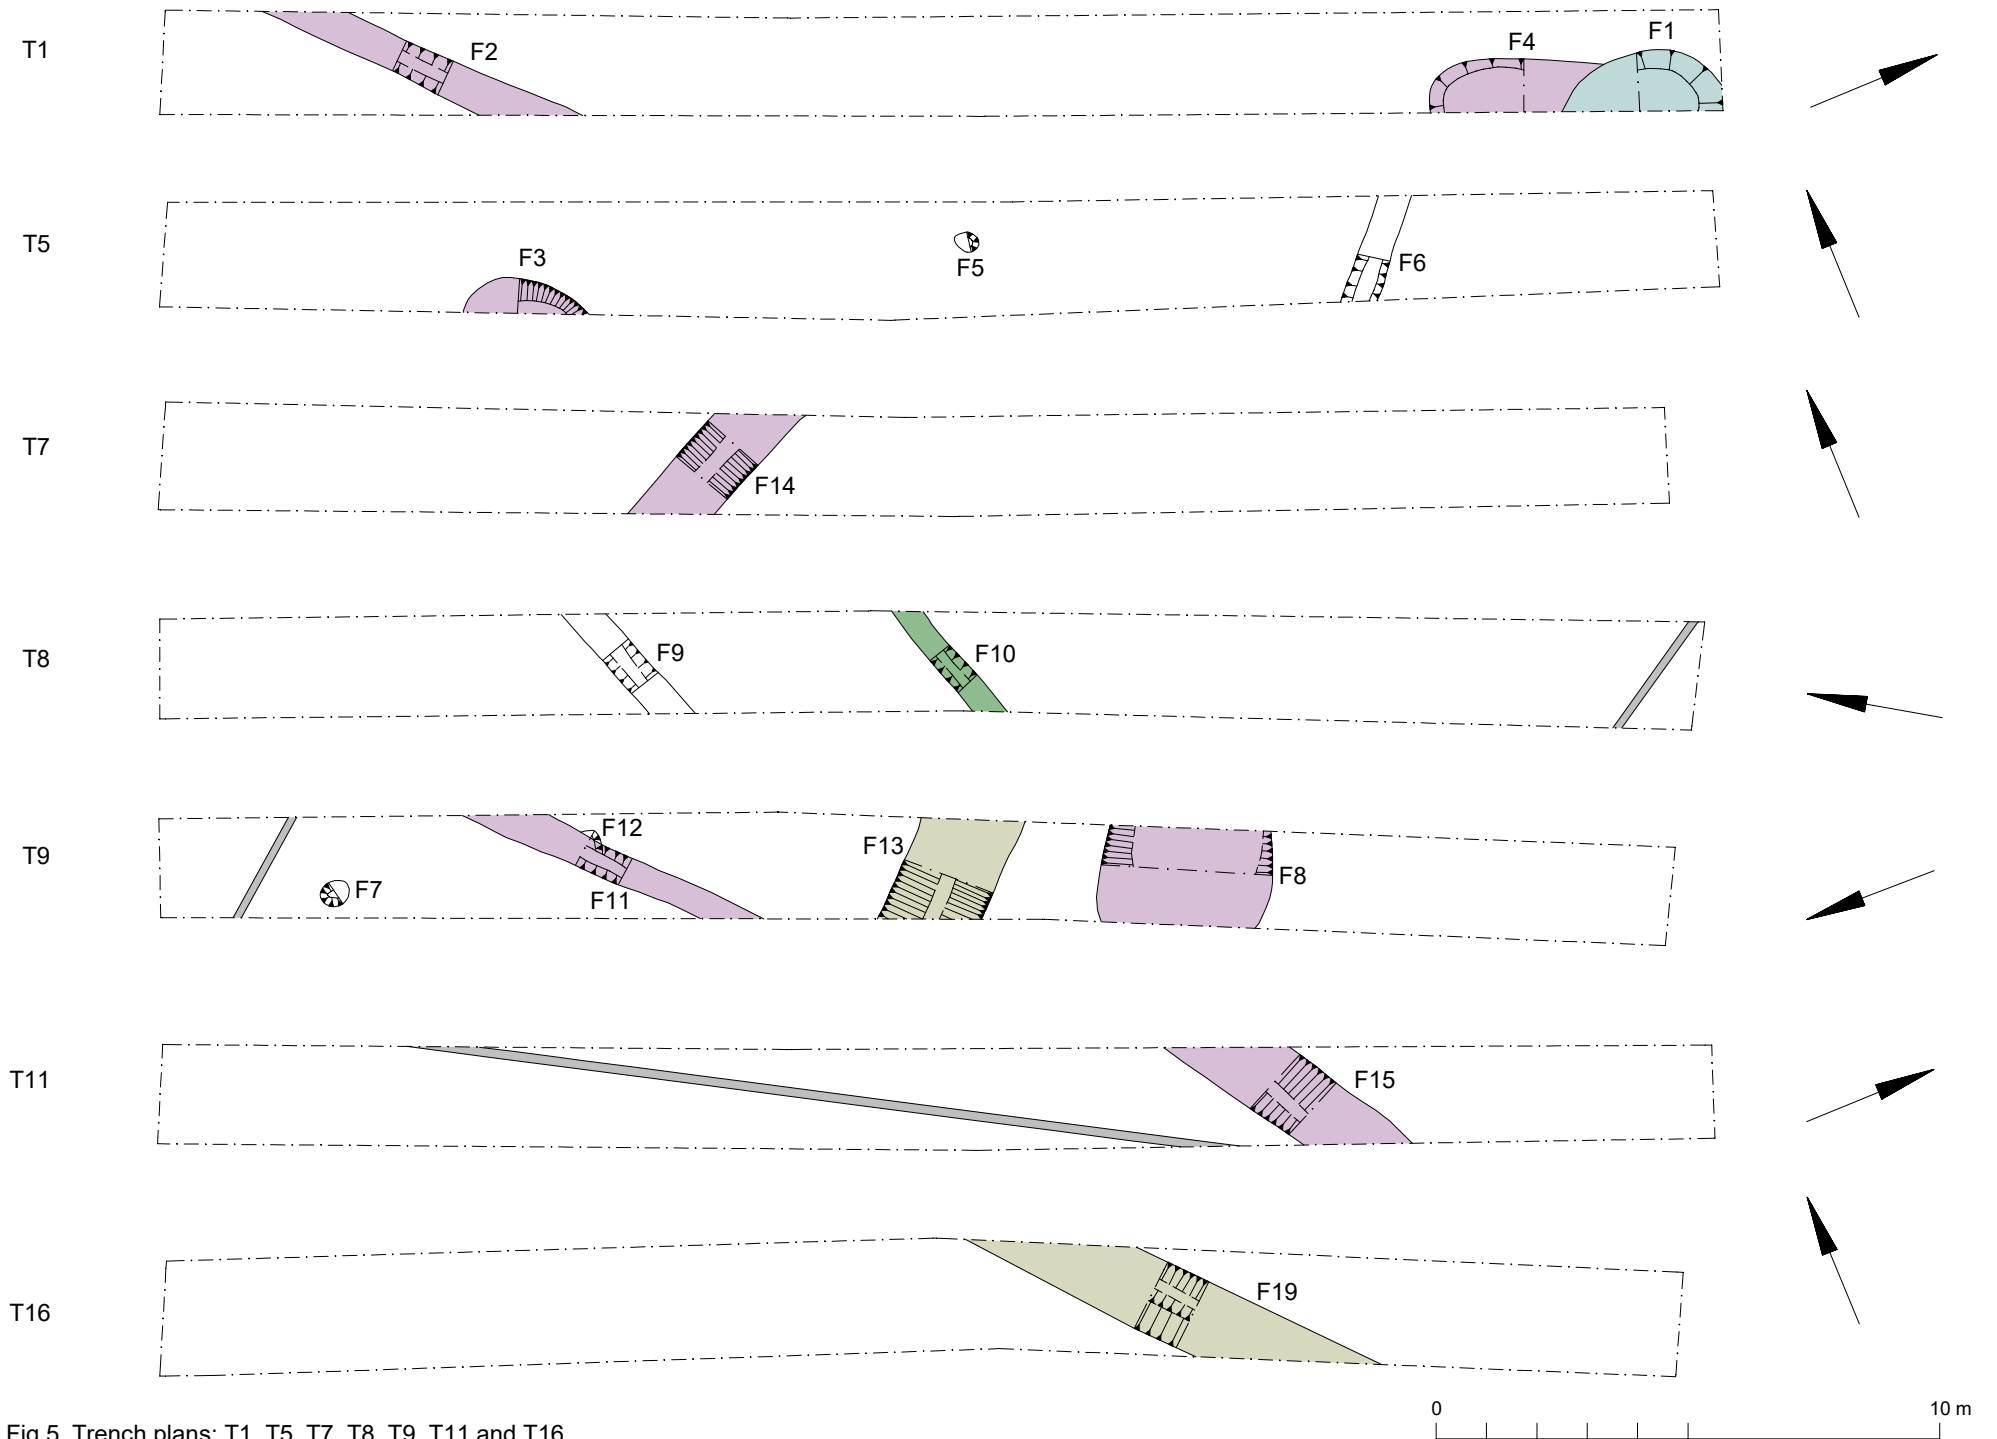 T1
F2
F4
F1
T5
F3
F5
F6
T7
F14
T8
F9
F10
T9
F7
F12
F11
F13
F8
T11
F15
T16
F19
0 10 m
Fig 5 Trench plans: T1, T5, T7, T8, T9, T11 and T16